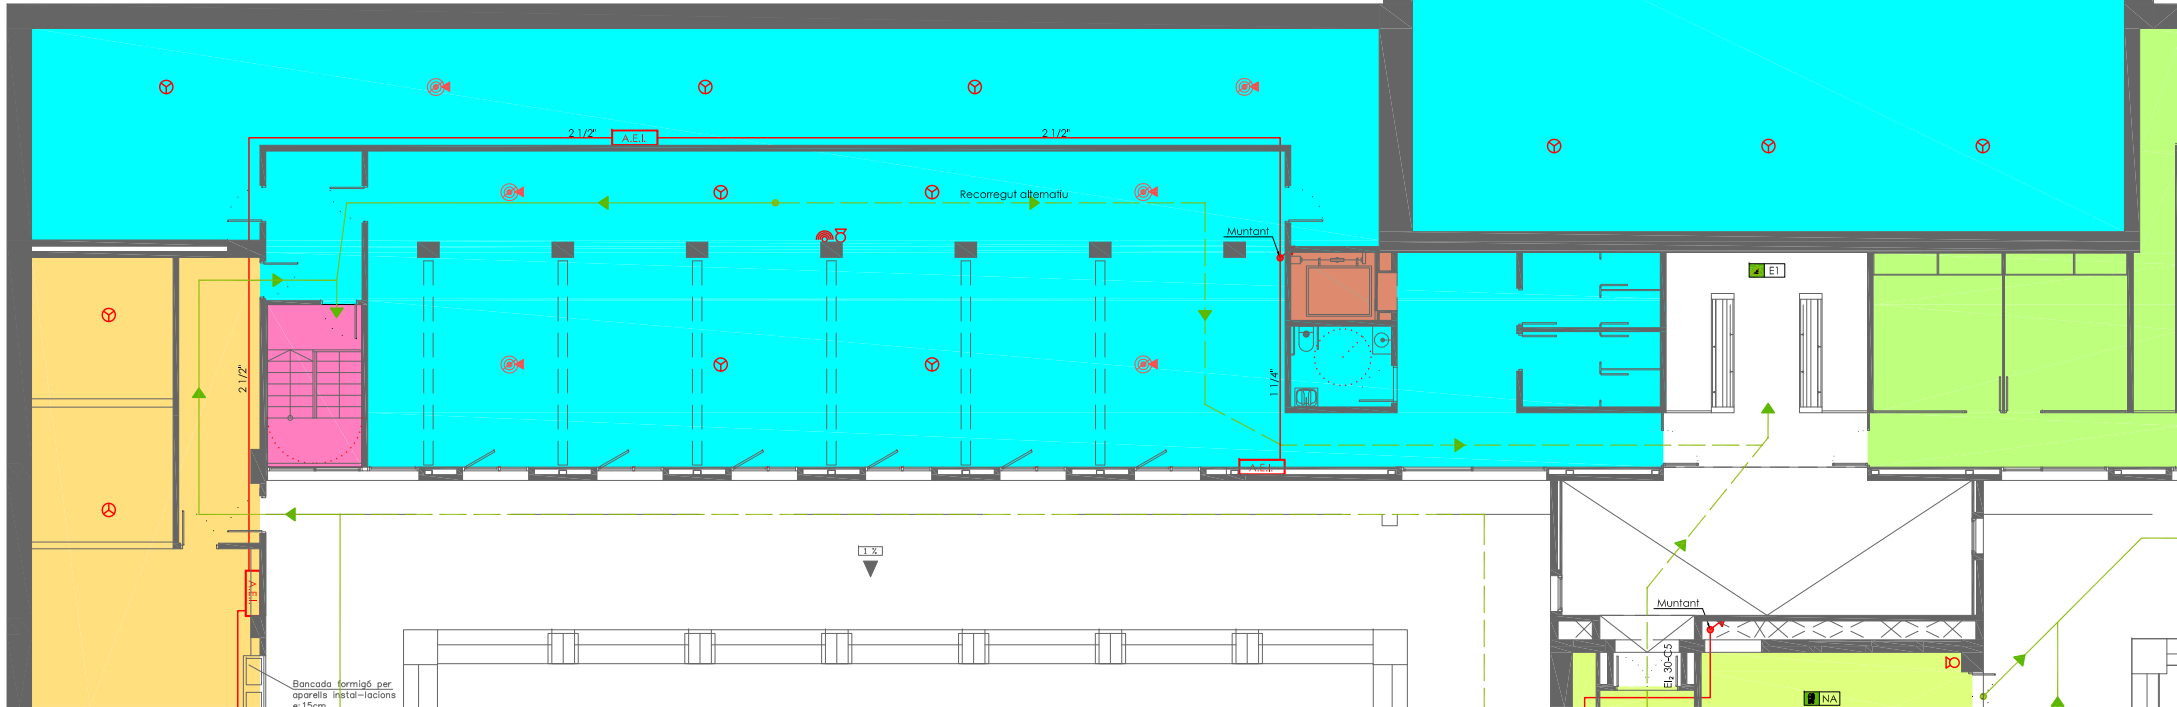 2 1/2"
A.E.I.
2 1/2"
Recorregut alternatiu
Muntant
E1
2 1/2"
1 1/4"
A.E.I.
1 %
A.E.I.
Muntant
EI₂ 30-C5
Bancada formigó per
aparells instal-lacions
e:15cm
NA